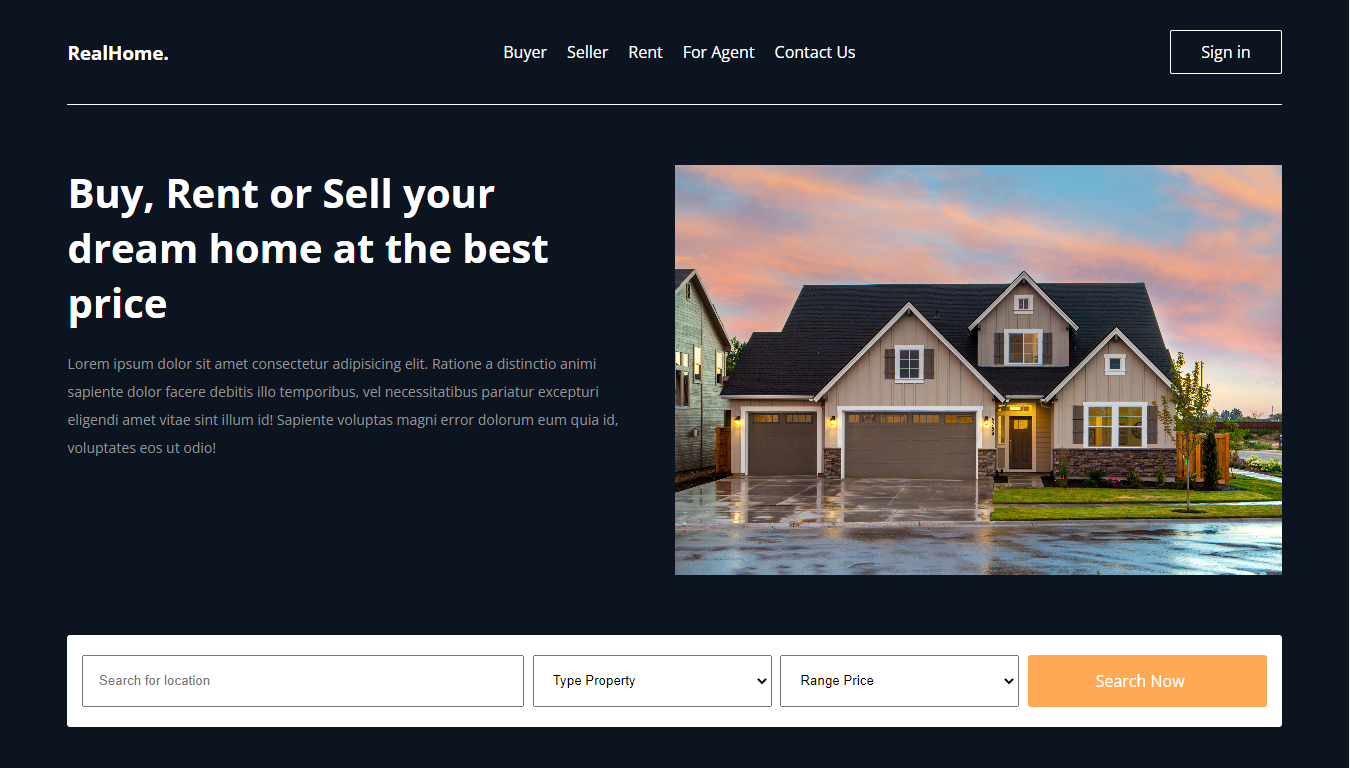 RealHome.
Buyer Seller Rent For Agent Contact Us
Sign in
Buy, Rent or Sell your
dream home at the best
price
Lorem ipsum dolor sit amet consectetur adipisicing elit. Ratione a distinctio animi
sapiente dolor facere debitis illo temporibus, vel necessitatibus pariatur excepturi
eligendi amet vitae sint illum id! Sapiente voluptas magni error dolorum eum quia id,
voluptates eos ut odio!
Search for location
Type Property
Range Price
Search Now